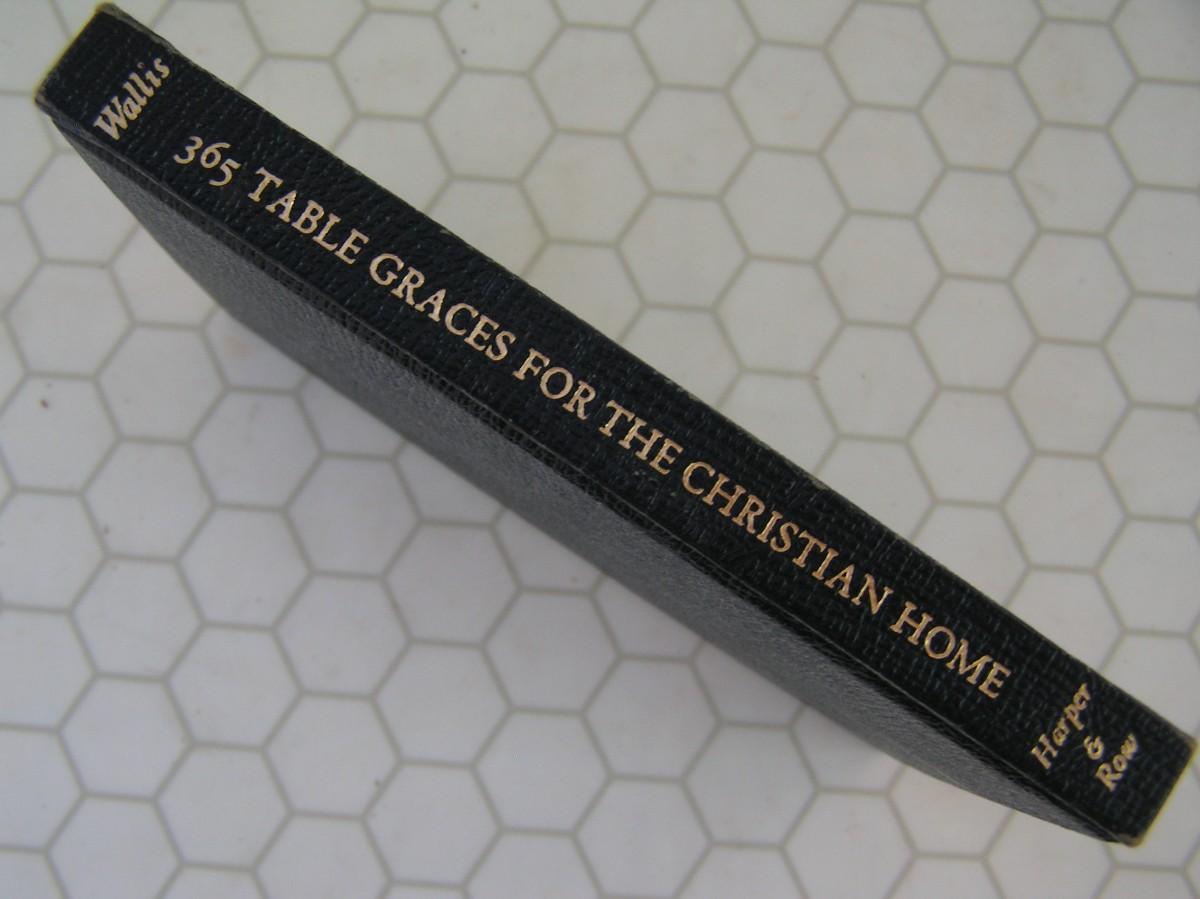 Wallis
365 TABLE GRACES FOR THE CHRISTIAN HOME
Harper
&
Row